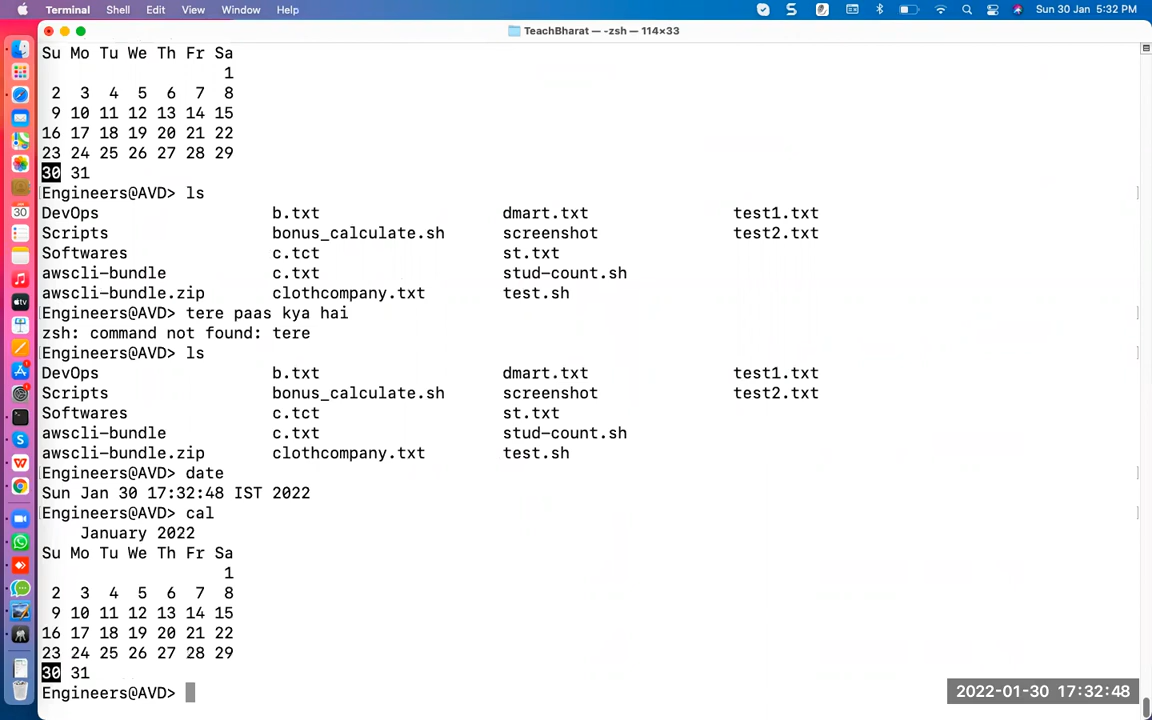 Terminal Shell Edit View Window Help Sun 30 Jan 5:32 PM
TeachBharat — -zsh — 114×33
Su Mo Tu We Th Fr Sa
1
2 3 4 5 6 7 8
9 10 11 12 13 14 15
16 17 18 19 20 21 22
23 24 25 26 27 28 29
30 31
[Engineers@AVD> ls ]
DevOps b.txt dmart.txt test1.txt
Scripts bonus_calculate.sh screenshot test2.txt
Softwares c.tct st.txt
awscli-bundle c.txt stud-count.sh
awscli-bundle.zip clothcompany.txt test.sh
[Engineers@AVD> tere paas kya hai ]
zsh: command not found: tere
[Engineers@AVD> ls ]
DevOps b.txt dmart.txt test1.txt
Scripts bonus_calculate.sh screenshot test2.txt
Softwares c.tct st.txt
awscli-bundle c.txt stud-count.sh
awscli-bundle.zip clothcompany.txt test.sh
[Engineers@AVD> date ]
Sun Jan 30 17:32:48 IST 2022
[Engineers@AVD> cal ]
January 2022
Su Mo Tu We Th Fr Sa
1
2 3 4 5 6 7 8
9 10 11 12 13 14 15
16 17 18 19 20 21 22
23 24 25 26 27 28 29
30 31
Engineers@AVD>
2022-01-30 17:32:48